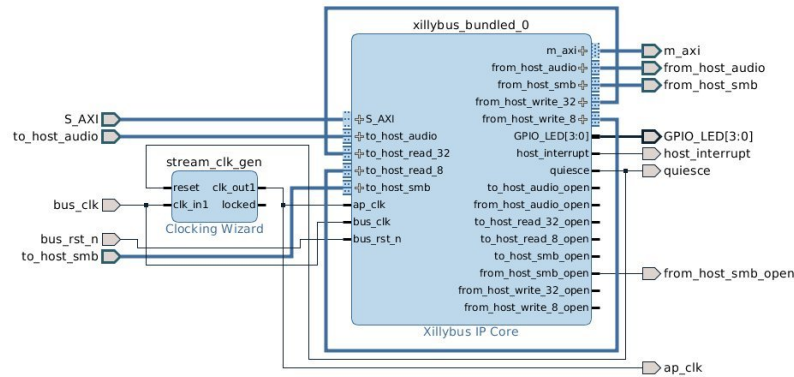 xillybus_bundled_0
m_axi
from_host_audio
from_host_smb
from_host_write_32
from_host_write_8
GPIO_LED[3:0]
host_interrupt
quiesce
to_host_audio_open
from_host_audio_open
to_host_read_32_open
to_host_read_8_open
to_host_smb_open
from_host_smb_open
from_host_write_32_open
from_host_write_8_open
S_AXI
to_host_audio
to_host_read_32
to_host_read_8
to_host_smb
ap_clk
bus_clk
bus_rst_n
Xillybus IP Core
S_AXI
to_host_audio
stream_clk_gen
reset clk_out1
clk_in1 locked
Clocking Wizard
bus_clk
bus_rst_n
to_host_smb
m_axi
from_host_audio
from_host_smb
GPIO_LED[3:0]
host_interrupt
quiesce
from_host_smb_open
ap_clk